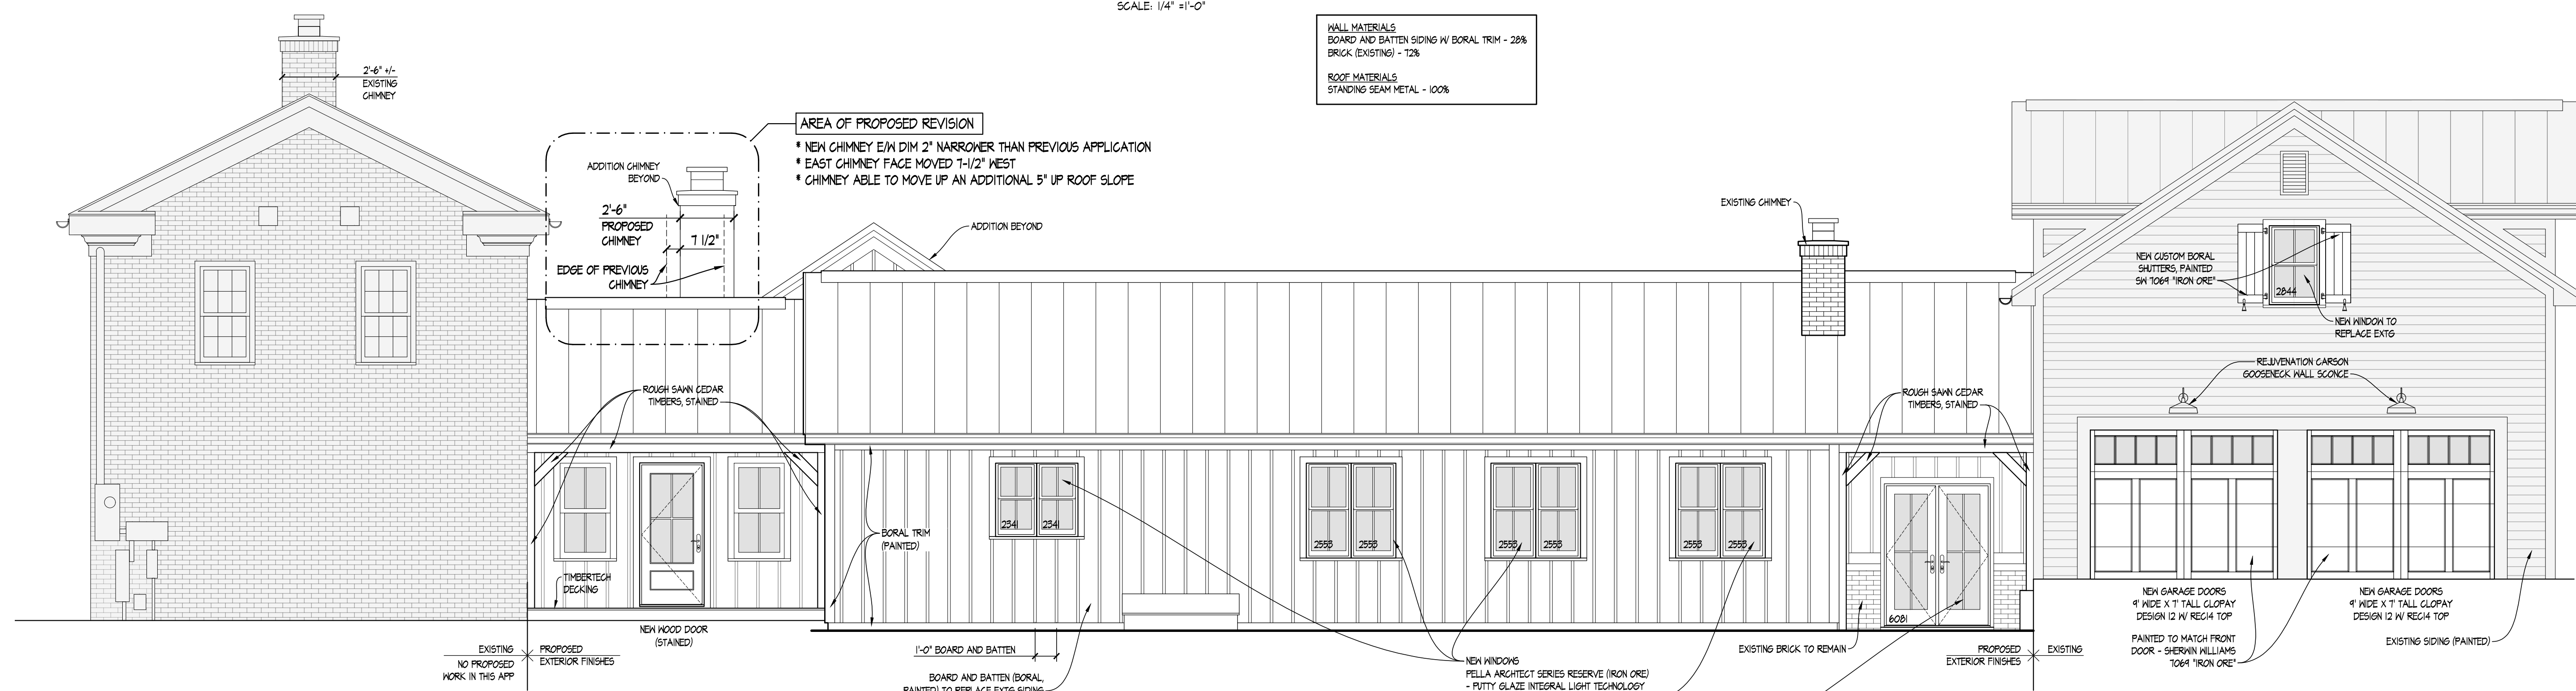 SCALE: 1/4" =1'-0"
WALL MATERIALS
BOARD AND BATTEN SIDING W/ BORAL TRIM - 28%
BRICK (EXISTING) - 72%
ROOF MATERIALS
STANDING SEAM METAL - 100%
2'-6" +/-
EXISTING
CHIMNEY
AREA OF PROPOSED REVISION
* NEW CHIMNEY E/W DIM 2" NARROWER THAN PREVIOUS APPLICATION
* EAST CHIMNEY FACE MOVED 7-1/2" WEST
* CHIMNEY ABLE TO MOVE UP AN ADDITIONAL 5" UP ROOF SLOPE
ADDITION CHIMNEY
BEYOND
2'-6"
PROPOSED
CHIMNEY
7 1/2"
EDGE OF PREVIOUS
CHIMNEY
ADDITION BEYOND
EXISTING CHIMNEY
NEW CUSTOM BORAL
SHUTTERS, PAINTED
SW 7069 "IRON ORE"
2844
NEW WINDOW TO
REPLACE EXTG
REJUVENATION CARSON
GOOSENECK WALL SCONCE
ROUGH SAWN CEDAR
TIMBERS, STAINED
ROUGH SAWN CEDAR
TIMBERS, STAINED
BORAL TRIM
(PAINTED)
2341
2341
2553
2553
2553
2553
2553
2553
TIMBERTECH
DECKING
6081
NEW WOOD DOOR
(STAINED)
EXISTING
NO PROPOSED
WORK IN THIS APP
PROPOSED
EXTERIOR FINISHES
1'-0" BOARD AND BATTEN
BOARD AND BATTEN (BORAL,
PAINTED) TO REPLACE EXTG SIDING
NEW WINDOWS
PELLA ARCHITECT SERIES RESERVE (IRON ORE)
- PUTTY GLAZE INTEGRAL LIGHT TECHNOLOGY
EXISTING BRICK TO REMAIN
PROPOSED
EXTERIOR FINISHES
EXISTING
NEW GARAGE DOORS
9' WIDE X 7' TALL CLOPAY
DESIGN 12 W/ REC14 TOP
PAINTED TO MATCH FRONT
DOOR - SHERWIN WILLIAMS
7069 "IRON ORE"
NEW GARAGE DOORS
9' WIDE X 7' TALL CLOPAY
DESIGN 12 W/ REC14 TOP
EXISTING SIDING (PAINTED)